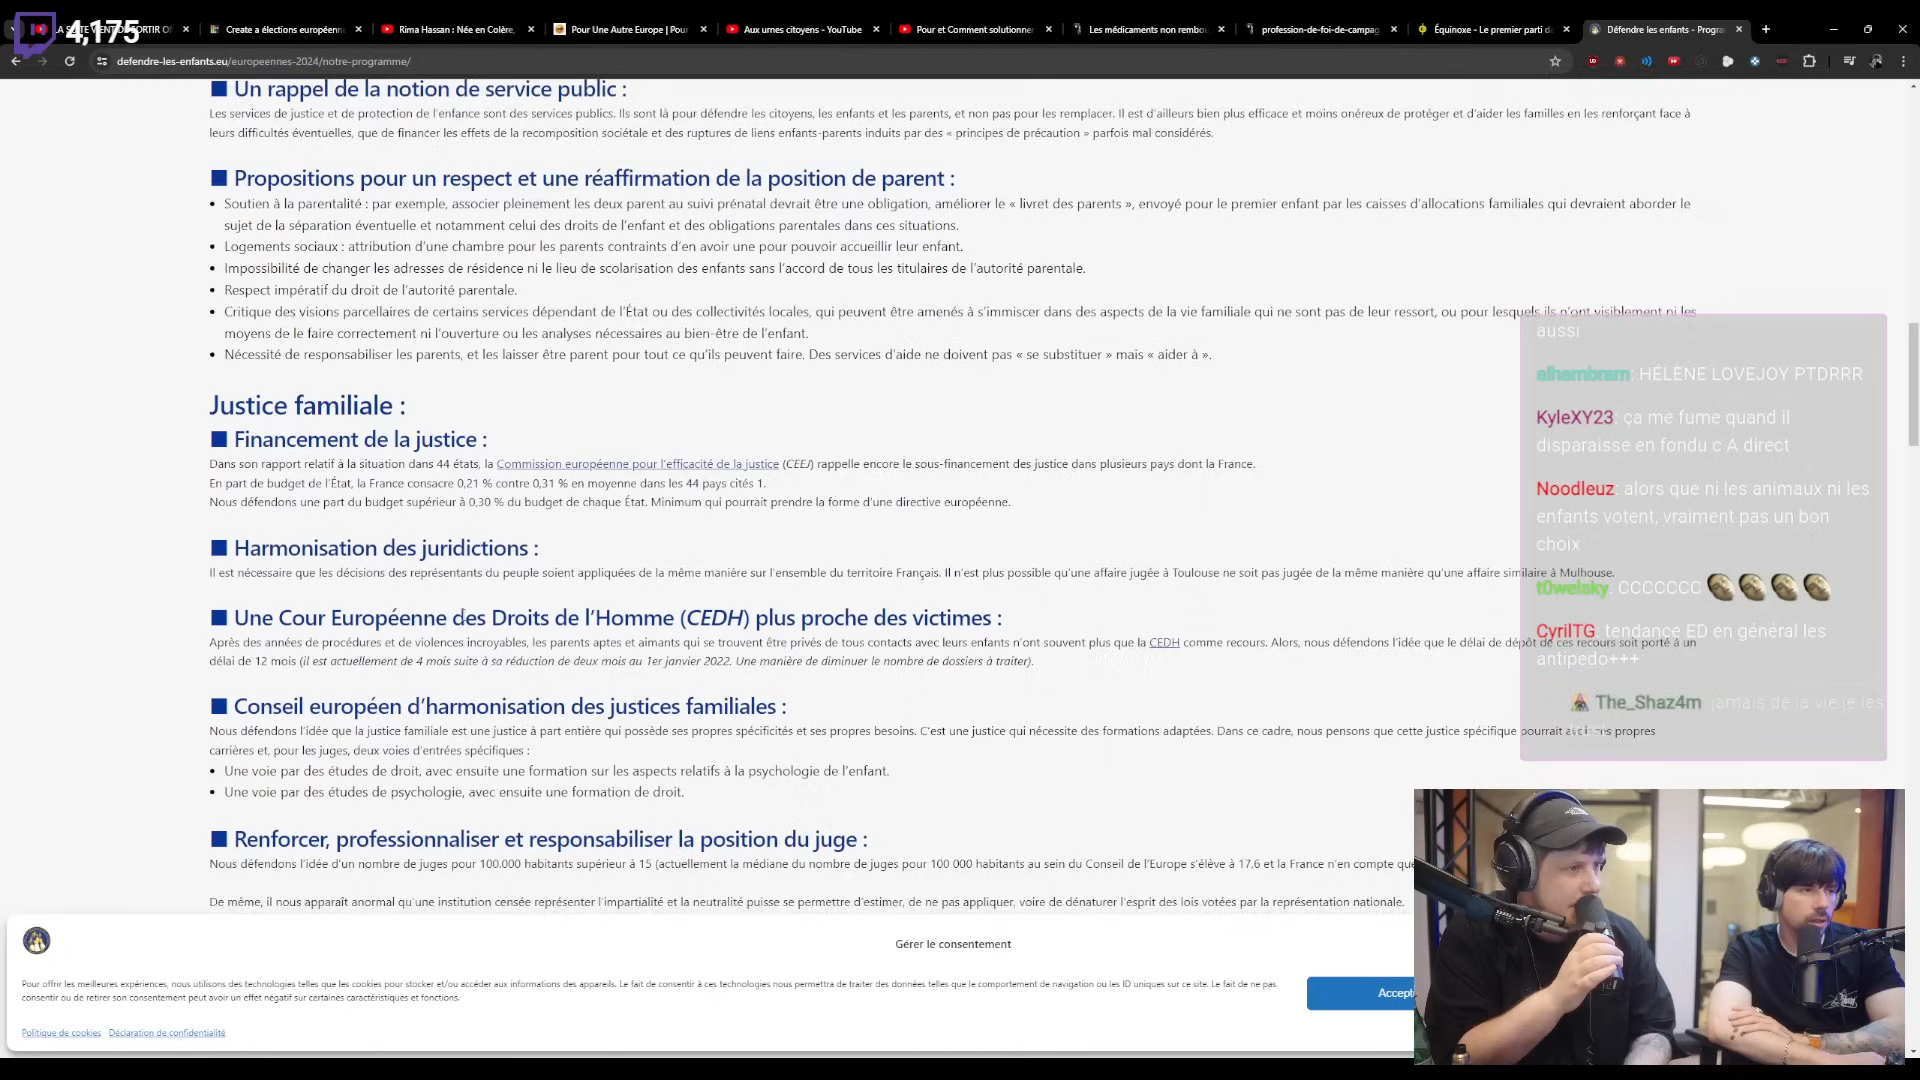 4,175
LA SUITE VIENT DE SORTIR
Create a élections européenn
Rima Hassan : Née en Colère,
Pour Une Autre Europe | Pour
Aux urnes citoyens - YouTube
Pour et Comment solutionner
Les médicaments non rembou
profession-de-foi-de-campag
Équinoxe – Le premier parti d
Défendre les enfants - Progra
defendre-les-enfants.eu/europeennes-2024/notre-programme/
Un rappel de la notion de service public :
Les services de justice et de protection de l'enfance sont des services publics. Ils sont là pour défendre les citoyens, les enfants et les parents, et non pas pour les remplacer. Il est d'ailleurs bien plus efficace et moins onéreux de protéger et d'aider les familles en les renforçant face à
leurs difficultés éventuelles, que de financer les effets de la recomposition sociétale et des ruptures de liens enfants-parents induits par des « principes de précaution » parfois mal considérés.
Propositions pour un respect et une réaffirmation de la position de parent :
• Soutien à la parentalité : par exemple, associer pleinement les deux parent au suivi prénatal devrait être une obligation, améliorer le « livret des parents », envoyé pour le premier enfant par les caisses d'allocations familiales qui devraient aborder le
sujet de la séparation éventuelle et notamment celui des droits de l'enfant et des obligations parentales dans ces situations.
• Logements sociaux : attribution d'une chambre pour les parents contraints d'en avoir une pour pouvoir accueillir leur enfant.
• Impossibilité de changer les adresses de résidence ni le lieu de scolarisation des enfants sans l'accord de tous les titulaires de l'autorité parentale.
• Respect impératif du droit de l'autorité parentale.
• Critique des visions parcellaires de certains services dépendant de l'État ou des collectivités locales, qui peuvent être amenés à s'immiscer dans des aspects de la vie familiale qui ne sont pas de leur ressort, ou pour lesquels ils n'ont visiblement ni les
moyens de le faire correctement ni l'ouverture ou les analyses nécessaires au bien-être de l'enfant.
• Nécessité de responsabiliser les parents, et les laisser être parent pour tout ce qu'ils peuvent faire. Des services d'aide ne doivent pas « se substituer » mais « aider à ».
Justice familiale :
Financement de la justice :
Dans son rapport relatif à la situation dans 44 états, la Commission européenne pour l'efficacité de la justice (CEEJ) rappelle encore le sous-financement des justice dans plusieurs pays dont la France.
En part de budget de l'État, la France consacre 0,21 % contre 0,31 % en moyenne dans les 44 pays cités 1.
Nous défendons une part du budget supérieur à 0,30 % du budget de chaque État. Minimum qui pourrait prendre la forme d'une directive européenne.
Harmonisation des juridictions :
Il est nécessaire que les décisions des représentants du peuple soient appliquées de la même manière sur l'ensemble du territoire Français. Il n'est plus possible qu'une affaire jugée à Toulouse ne soit pas jugée de la même manière qu'une affaire similaire à Mulhouse.
Une Cour Européenne des Droits de l'Homme (CEDH) plus proche des victimes :
Après des années de procédures et de violences incroyables, les parents aptes et aimants qui se trouvent être privés de tous contacts avec leurs enfants n'ont souvent plus que la CEDH comme recours. Alors, nous défendons l'idée que le délai de dépôt de ces recours soit porté à un
délai de 12 mois (il est actuellement de 4 mois suite à sa réduction de deux mois au 1er janvier 2022. Une manière de diminuer le nombre de dossiers à traiter).
Conseil européen d'harmonisation des justices familiales :
Nous défendons l'idée que la justice familiale est une justice à part entière qui possède ses propres spécificités et ses propres besoins. C'est une justice qui nécessite des formations adaptées. Dans ce cadre, nous pensons que cette justice spécifique pourrait avoir ses propres
carrières et, pour les juges, deux voies d'entrées spécifiques :
• Une voie par des études de droit, avec ensuite une formation sur les aspects relatifs à la psychologie de l'enfant.
• Une voie par des études de psychologie, avec ensuite une formation de droit.
Renforcer, professionnaliser et responsabiliser la position du juge :
Nous défendons l'idée d'un nombre de juges pour 100.000 habitants supérieur à 15 (actuellement la médiane du nombre de juges pour 100 000 habitants au sein du Conseil de l'Europe s'élève à 17,6 et la France n'en compte que
De même, il nous apparaît anormal qu'une institution censée représenter l'impartialité et la neutralité puisse se permettre d'estimer, de ne pas appliquer, voire de dénaturer l'esprit des lois votées par la représentation nationale.
aussi
alhambram: HÉLÈNE LOVEJOY PTDRRR
KyleXY23: ça me fume quand il
disparaisse en fondu c A direct
Noodleuz: alors que ni les animaux ni les
enfants votent, vraiment pas un bon
choix
t0welsky: CCCCCCC
CyrilTG: tendance ED en général les
antipedo+++
The_Shaz4m: jamais de la vie je les
Gérer le consentement
Pour offrir les meilleures expériences, nous utilisons des technologies telles que les cookies pour stocker et/ou accéder aux informations des appareils. Le fait de consentir à ces technologies nous permettra de traiter des données telles que le comportement de navigation ou les ID uniques sur ce site. Le fait de ne pas
consentir ou de retirer son consentement peut avoir un effet négatif sur certaines caractéristiques et fonctions.
Accept
Politique de cookies Déclaration de confidentialité